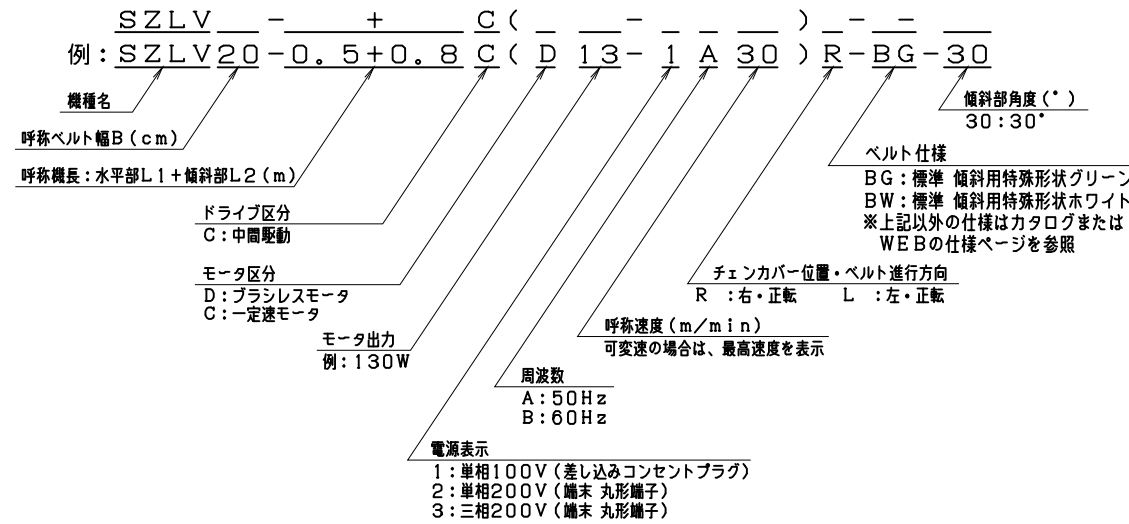 SZLV - + C( - ) - -
例:SZLV20-0.5+0.8C(D13-1A30)R-BG-30
機種名
呼称ベルト幅B(cm)
呼称機長:水平部L1+傾斜部L2(m)
ドライブ区分
C:中間駆動
モータ区分
D:ブラシレスモータ
C:一定速モータ
モータ出力
例:130W
電源表示
1:単相100V(差し込みコンセントプラグ)
2:単相200V(端末 丸形端子)
3:三相200V(端末 丸形端子)
周波数
A:50Hz
B:60Hz
呼称速度(m/min)
可変速の場合は、最高速度を表示
チェンカバー位置・ベルト進行方向
R :右・正転 L :左・正転
ベルト仕様
BG:標準 傾斜用特殊形状グリーン
BW:標準 傾斜用特殊形状ホワイト
※上記以外の仕様はカタログまたは
WEBの仕様ページを参照
傾斜部角度(°)
30:30°